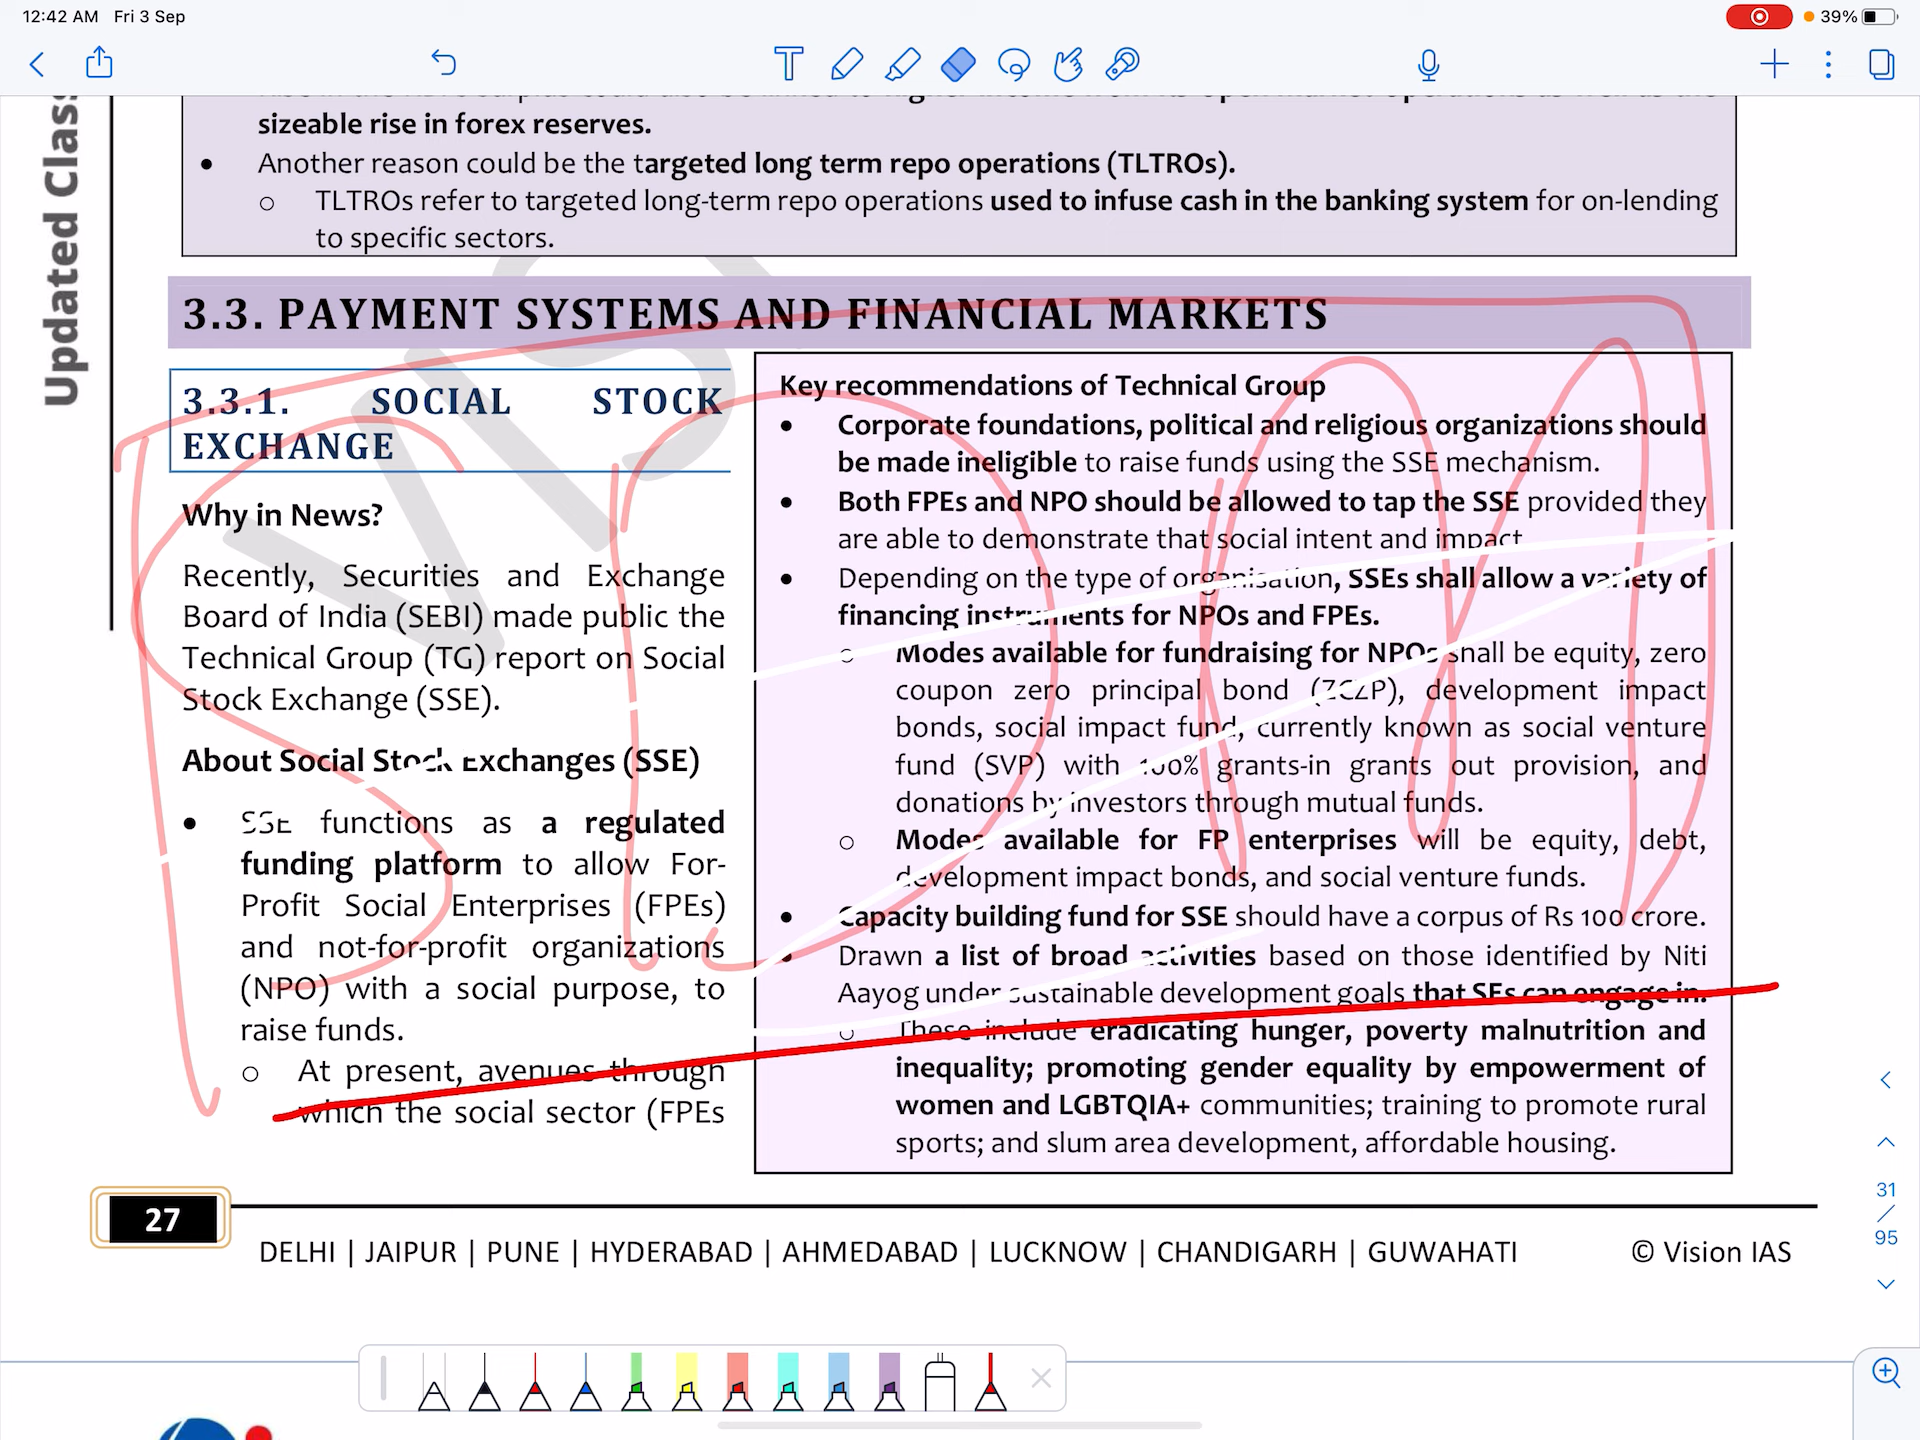 12:42 AM Fri 3 Sep
39%
Updated Clas
sizeable rise in forex reserves.
• Another reason could be the targeted long term repo operations (TLTROs).
o TLTROs refer to targeted long-term repo operations used to infuse cash in the banking system for on-lending
to specific sectors.
3.3. PAYMENT SYSTEMS AND FINANCIAL MARKETS
3.3.1. SOCIAL STOCK
EXCHANGE
Why in News?
Recently, Securities and Exchange
Board of India (SEBI) made public the
Technical Group (TG) report on Social
Stock Exchange (SSE).
About Social Stock Exchanges (SSE)
• SSE functions as a regulated
funding platform to allow For-
Profit Social Enterprises (FPEs)
and not-for-profit organizations
(NPO) with a social purpose, to
raise funds.
o At present, avenues through
which the social sector (FPEs
Key recommendations of Technical Group
• Corporate foundations, political and religious organizations should
be made ineligible to raise funds using the SSE mechanism.
• Both FPEs and NPO should be allowed to tap the SSE provided they
are able to demonstrate that social intent and impact
• Depending on the type of organisation, SSEs shall allow a variety of
financing instruments for NPOs and FPEs.
o Modes available for fundraising for NPOs shall be equity, zero
coupon zero principal bond (ZCZP), development impact
bonds, social impact fund, currently known as social venture
fund (SVP) with 100% grants-in grants out provision, and
donations by investors through mutual funds.
o Modes available for FP enterprises will be equity, debt,
development impact bonds, and social venture funds.
• Capacity building fund for SSE should have a corpus of Rs 100 crore.
• Drawn a list of broad activities based on those identified by Niti
Aayog under sustainable development goals that SEs can engage in.
o These include eradicating hunger, poverty malnutrition and
inequality; promoting gender equality by empowerment of
women and LGBTQIA+ communities; training to promote rural
sports; and slum area development, affordable housing.
27
DELHI | JAIPUR | PUNE | HYDERABAD | AHMEDABAD | LUCKNOW | CHANDIGARH | GUWAHATI
© Vision IAS
31
/
95